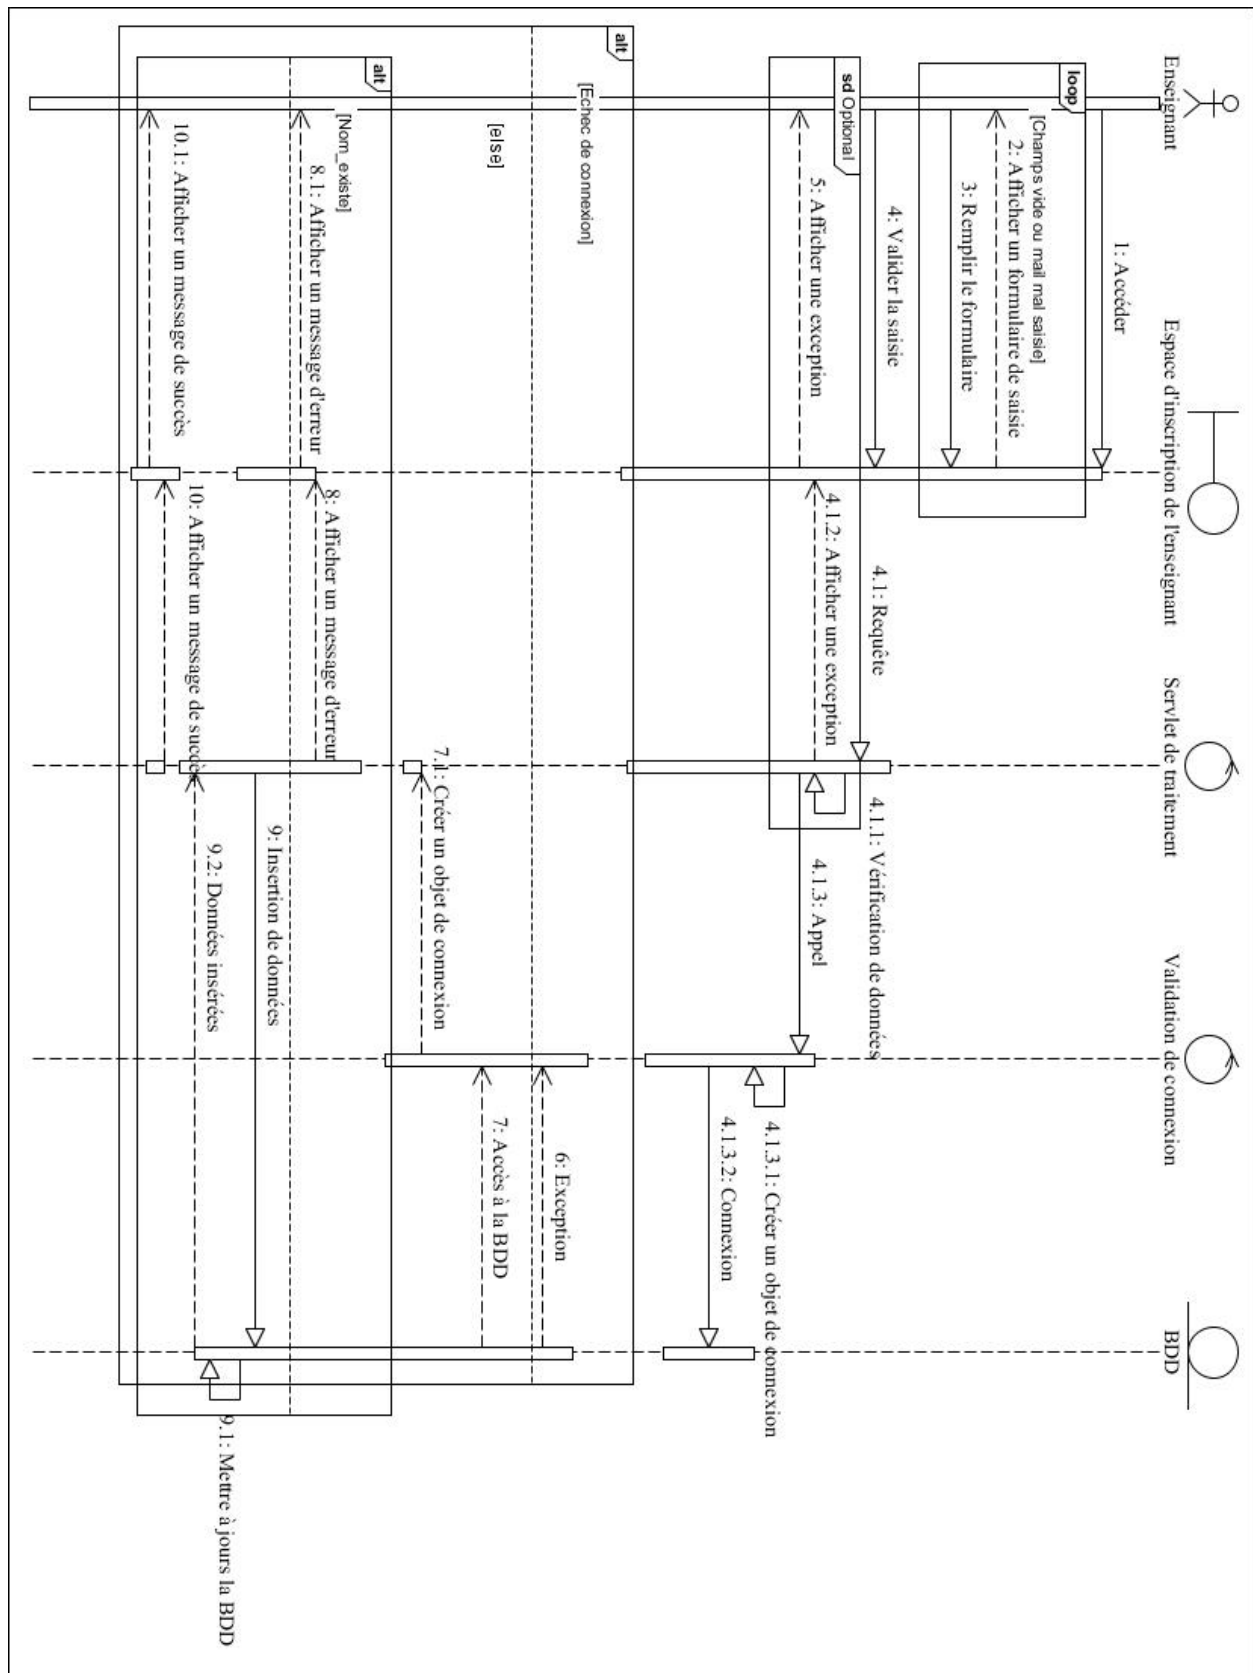 Enseignant
Espace d'inscription de l'enseignant
Servlet de traitement
Validation de connexion
BDD
loop
1: Accéder
[Champs vide ou mail mal saisie]
2: Afficher un formulaire de saisie
3: Remplir le formulaire
4: Valider la saisie
sd Optional
4.1: Requête
4.1.1: Vérification de données
4.1.2: Afficher une exception
5: Afficher une exception
4.1.3: Appel
4.1.3.1: Créer un objet de connexion
4.1.3.2: Connexion
alt
[Echec de connexion]
6: Exception
[else]
7: Accès à la BDD
7.1: Créer un objet de connexion
alt
[Nom_existe]
8: Afficher un message d'erreur
8.1: Afficher un message d'erreur
9: Insertion de données
9.1: Mettre à jours la BDD
9.2: Données insérées
10: Afficher un message de succès
10.1: Afficher un message de succès